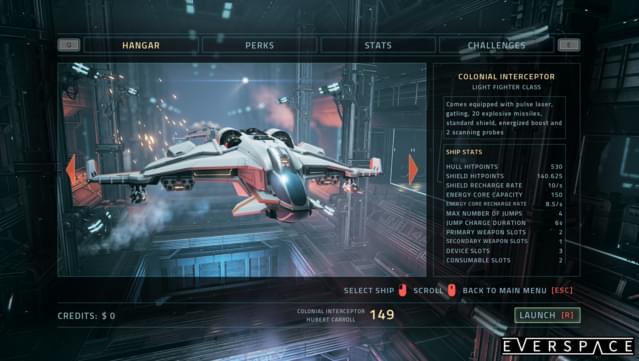 Q HANGAR PERKS STATS CHALLENGES E
COLONIAL INTERCEPTOR
LIGHT FIGHTER CLASS
Comes equipped with pulse laser,
gatling, 20 explosive missiles,
standard shield, energized boost and
2 scanning probes
SHIP STATS
HULL HITPOINTS 530
SHIELD HITPOINTS 140.625
SHIELD RECHARGE RATE 10/s
ENERGY CORE CAPACITY 150
ENERGY CORE RECHARGE RATE 8.5/s
MAX NUMBER OF JUMPS 4
JUMP CHARGE DURATION 6s
PRIMARY WEAPON SLOTS 2
SECONDARY WEAPON SLOTS 1
DEVICE SLOTS 3
CONSUMABLE SLOTS 2
SELECT SHIP SCROLL BACK TO MAIN MENU [ESC]
CREDITS: $ 0
COLONIAL INTERCEPTOR
HUBERT CARROLL
149
LAUNCH [R]
EVERSPACE